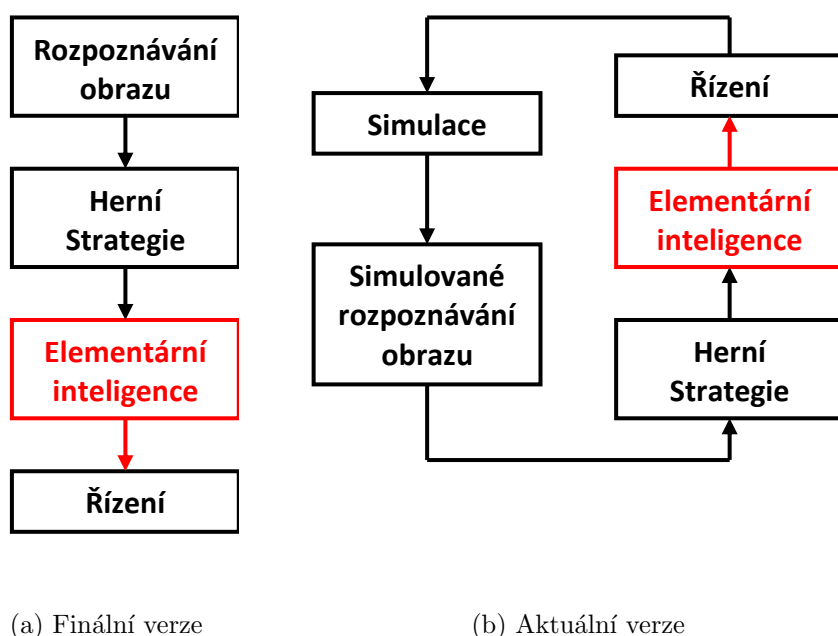 Rozpoznávání
obrazu
Herní
Strategie
Elementární
inteligence
Řízení
(a) Finální verze
Simulace
Simulované
rozpoznávání
obrazu
Řízení
Elementární
inteligence
Herní
Strategie
(b) Aktuální verze